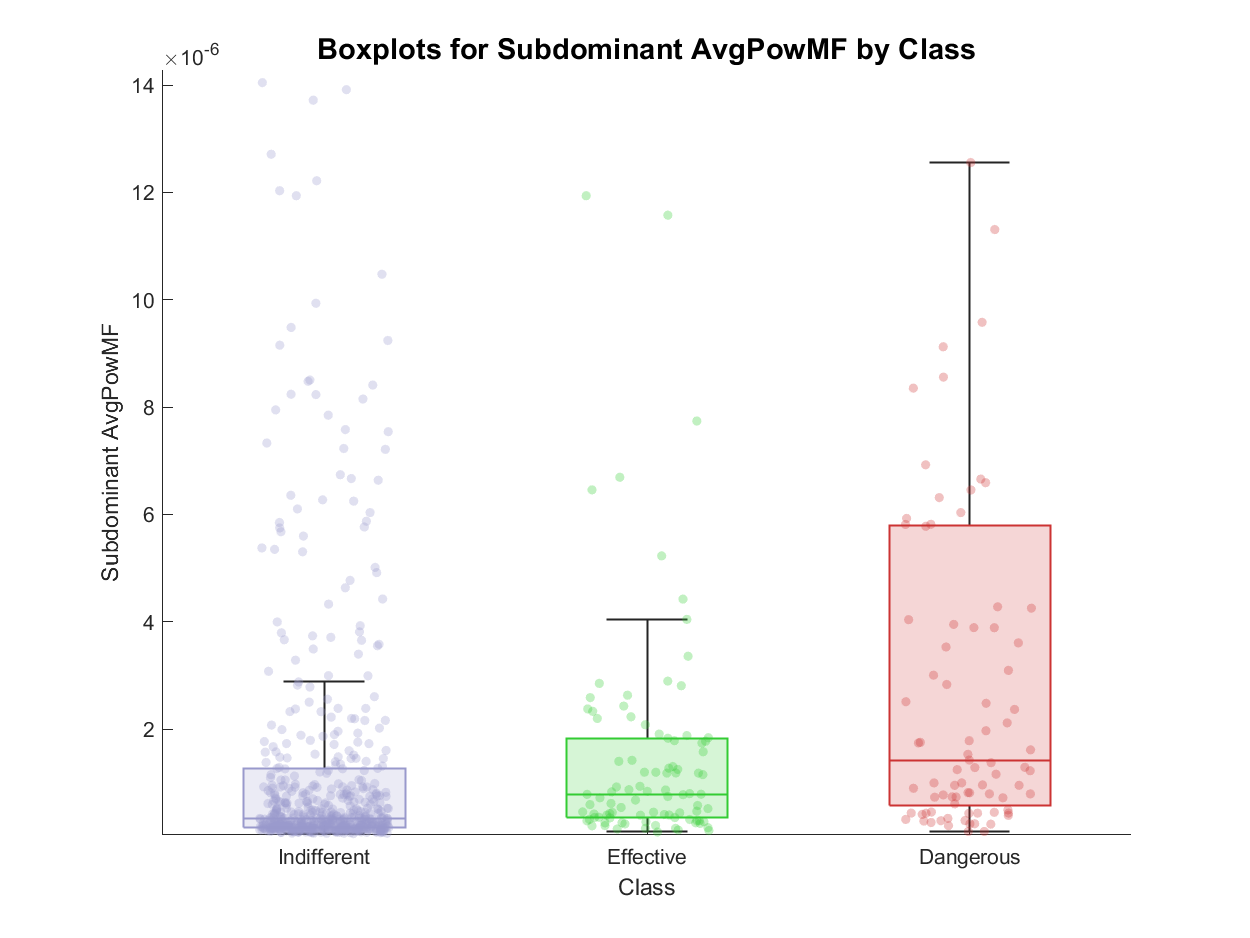 Boxplots for Subdominant AvgPowMF by Class
×10-6
14
12
10
8
6
4
2
Subdominant AvgPowMF
Indifferent Effective Dangerous
Class